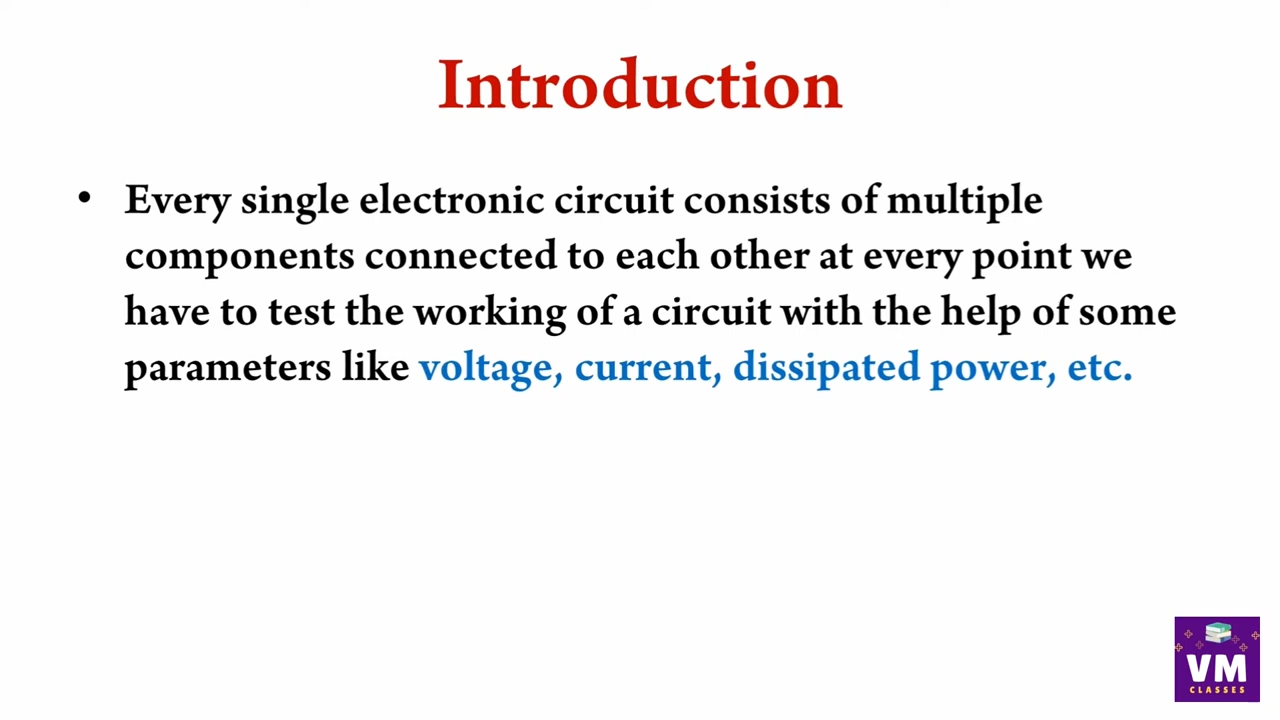 Introduction
• Every single electronic circuit consists of multiple
components connected to each other at every point we
have to test the working of a circuit with the help of some
parameters like voltage, current, dissipated power, etc.
VM
CLASSES